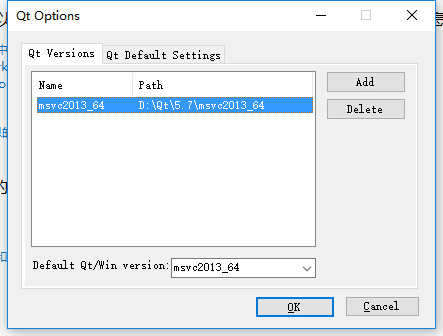 Qt Options
Qt Versions
Qt Default Settings
Name Path
msvc2013_64 D:\Qt\5.7\msvc2013_64
Add
Delete
Default Qt/Win version: msvc2013_64
OK
Cancel